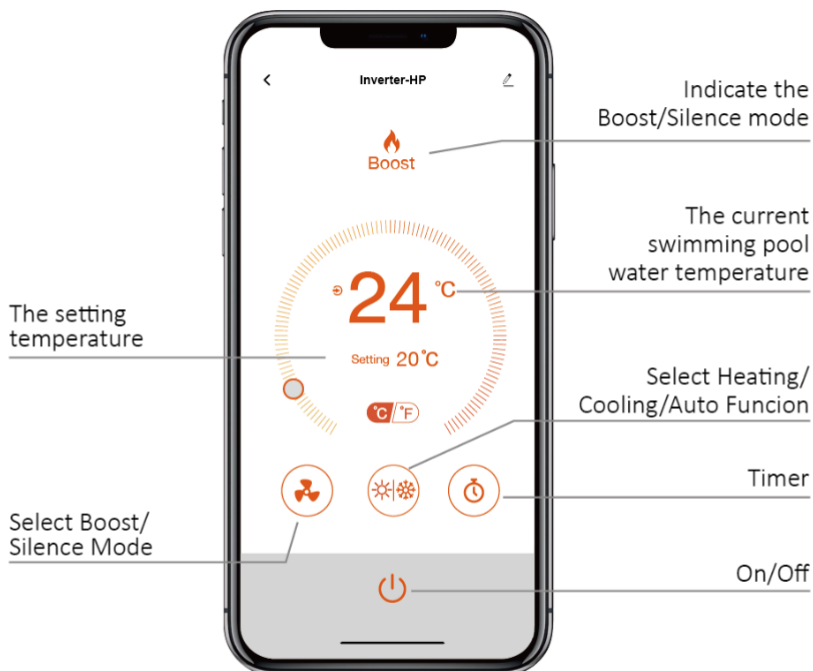 Inverter-HP
Indicate the
Boost/Silence mode
Boost
The current
swimming pool
water temperature
24 °C
The setting
temperature
Setting 20°C
°C/°F
Select Heating/
Cooling/Auto Funcion
Timer
Select Boost/
Silence Mode
On/Off